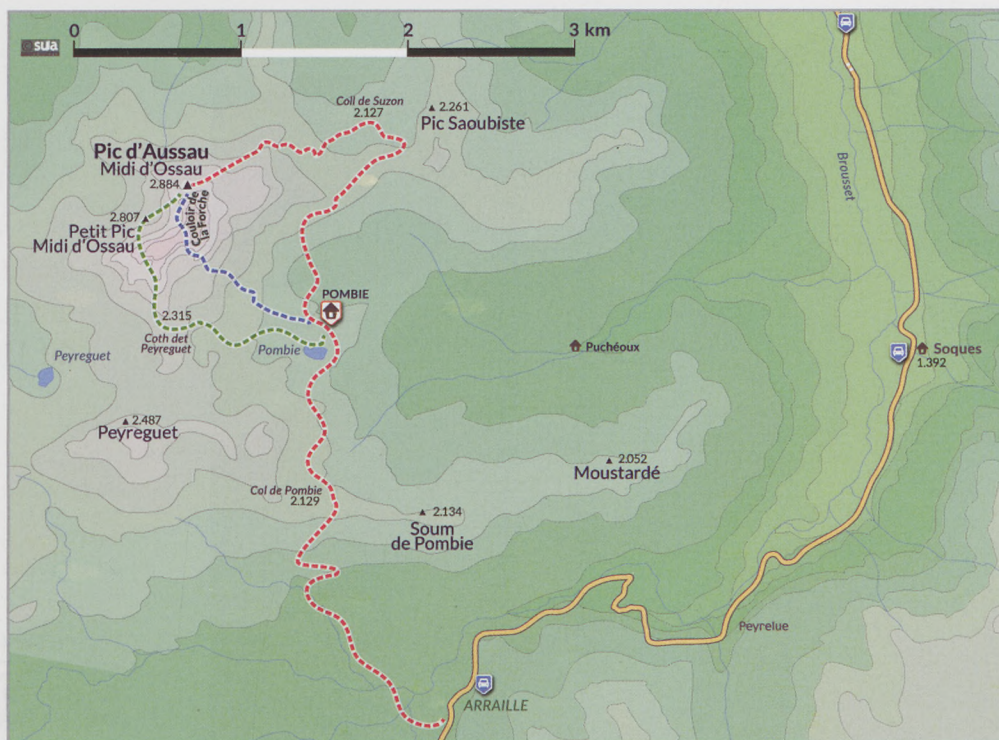 sua
0 1 2 3 km
Coll de Suzon
2.127
2.261
Pic Saoubiste
Pic d'Aussau
Midi d'Ossau
2.884
Couloir de
la Forche
2.807
Petit Pic
Midi d'Ossau
Brousset
POMBIE
2.315
Coth det
Peyreguet
Pombie
Peyreguet
Puchéoux
Soques
1.392
2.487
Peyreguet
2.052
Moustardé
Col de Pombie
2.129
2.134
Soum
de Pombie
Peyrelue
ARRAILLE